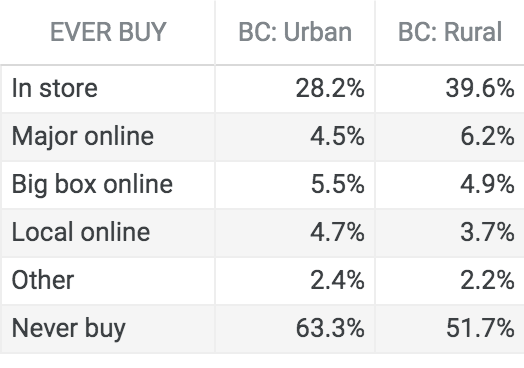 EVER BUY BC: Urban BC: Rural
In store 28.2% 39.6%
Major online 4.5% 6.2%
Big box online 5.5% 4.9%
Local online 4.7% 3.7%
Other 2.4% 2.2%
Never buy 63.3% 51.7%